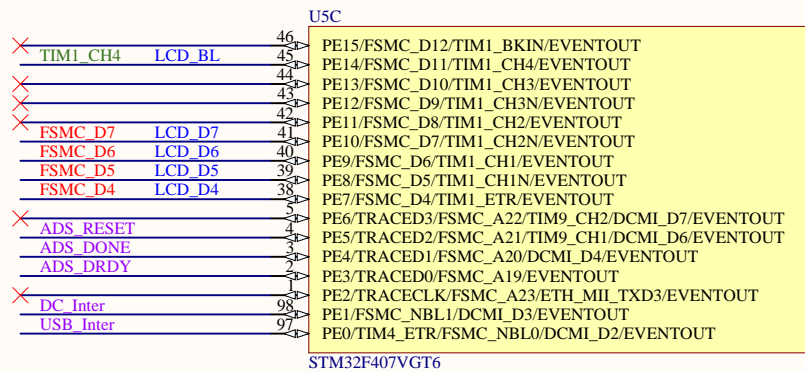 U5C
46 PE15/FSMC_D12/TIM1_BKIN/EVENTOUT
TIM1_CH4 LCD_BL 45 PE14/FSMC_D11/TIM1_CH4/EVENTOUT
44 PE13/FSMC_D10/TIM1_CH3/EVENTOUT
43 PE12/FSMC_D9/TIM1_CH3N/EVENTOUT
42 PE11/FSMC_D8/TIM1_CH2/EVENTOUT
FSMC_D7 LCD_D7 41 PE10/FSMC_D7/TIM1_CH2N/EVENTOUT
FSMC_D6 LCD_D6 40 PE9/FSMC_D6/TIM1_CH1/EVENTOUT
FSMC_D5 LCD_D5 39 PE8/FSMC_D5/TIM1_CH1N/EVENTOUT
FSMC_D4 LCD_D4 38 PE7/FSMC_D4/TIM1_ETR/EVENTOUT
5 PE6/TRACED3/FSMC_A22/TIM9_CH2/DCMI_D7/EVENTOUT
ADS_RESET 4 PE5/TRACED2/FSMC_A21/TIM9_CH1/DCMI_D6/EVENTOUT
ADS_DONE 3 PE4/TRACED1/FSMC_A20/DCMI_D4/EVENTOUT
ADS_DRDY 2 PE3/TRACED0/FSMC_A19/EVENTOUT
1 PE2/TRACECLK/FSMC_A23/ETH_MII_TXD3/EVENTOUT
DC_Inter 98 PE1/FSMC_NBL1/DCMI_D3/EVENTOUT
USB_Inter 97 PE0/TIM4_ETR/FSMC_NBL0/DCMI_D2/EVENTOUT
STM32F407VGT6